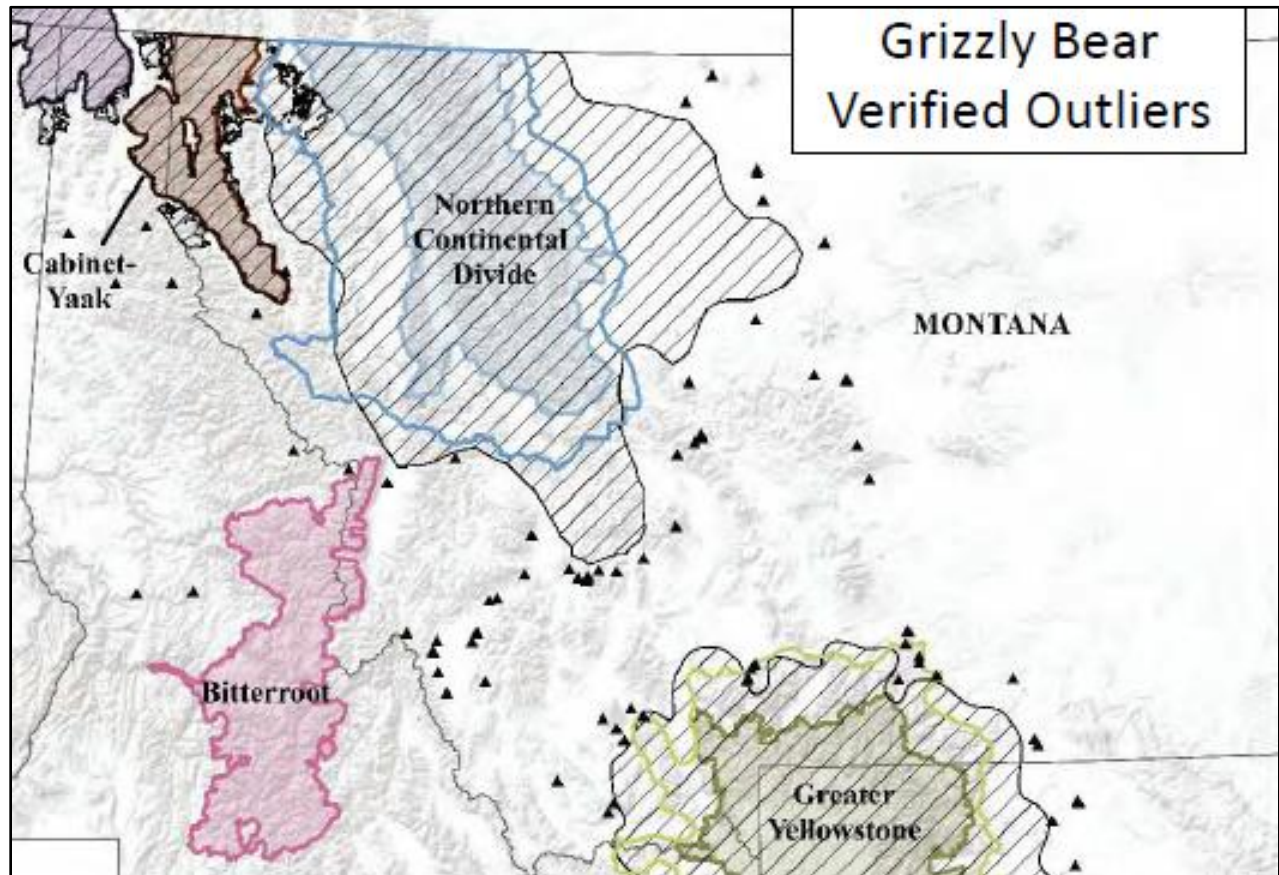 Grizzly Bear
Verified Outliers
Northern
Continental
Divide
Cabinet-
Yaak
MONTANA
Bitterroot
Greater
Yellowstone